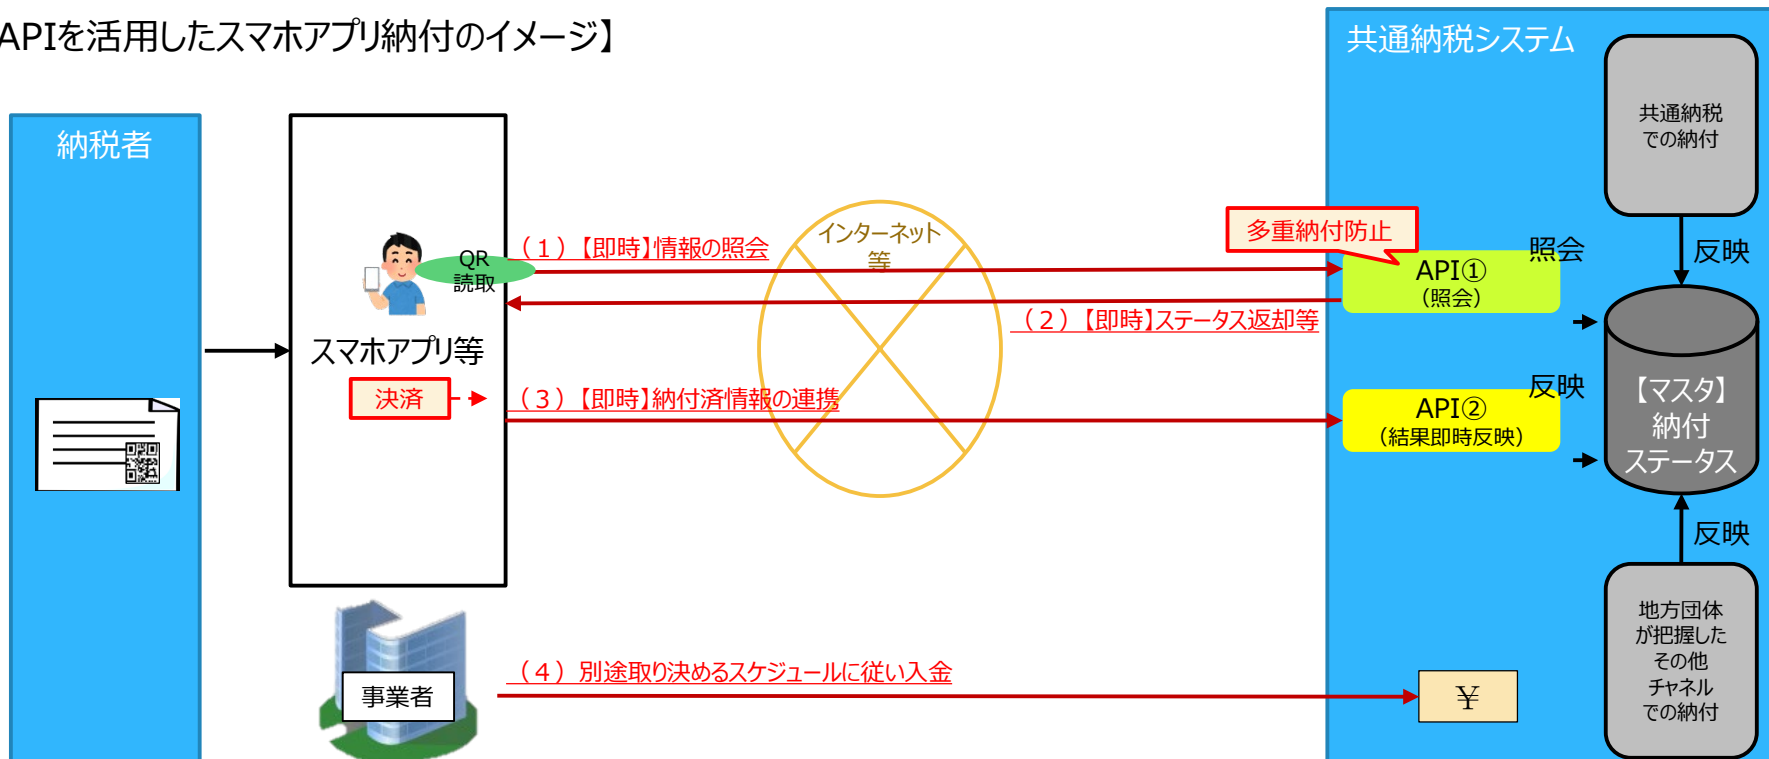 APIを活用したスマホアプリ納付のイメージ】
共通納税システム
納税者
共通納税
での納付
反映
インターネット
等
多重納付防止
（１）【即時】情報の照会
QR
読取
API①
（照会）
照会
（２）【即時】ステータス返却等
スマホアプリ等
決済
（３）【即時】納付済情報の連携
API②
（結果即時反映）
反映
【マスタ】
納付
ステータス
反映
地方団体
が把握した
その他
チャネル
での納付
（４）別途取り決めるスケジュールに従い入金
事業者
￥